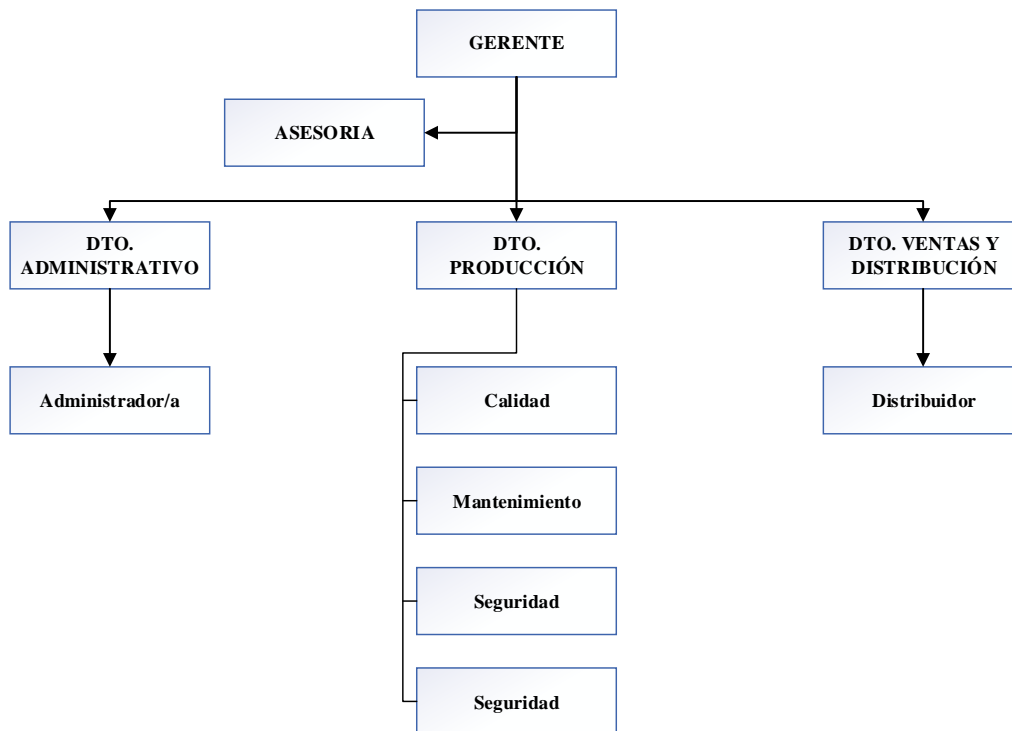 GERENTE
ASESORIA
DTO.
ADMINISTRATIVO
DTO.
PRODUCCIÓN
DTO. VENTAS Y
DISTRIBUCIÓN
Administrador/a
Calidad
Distribuidor
Mantenimiento
Seguridad
Seguridad